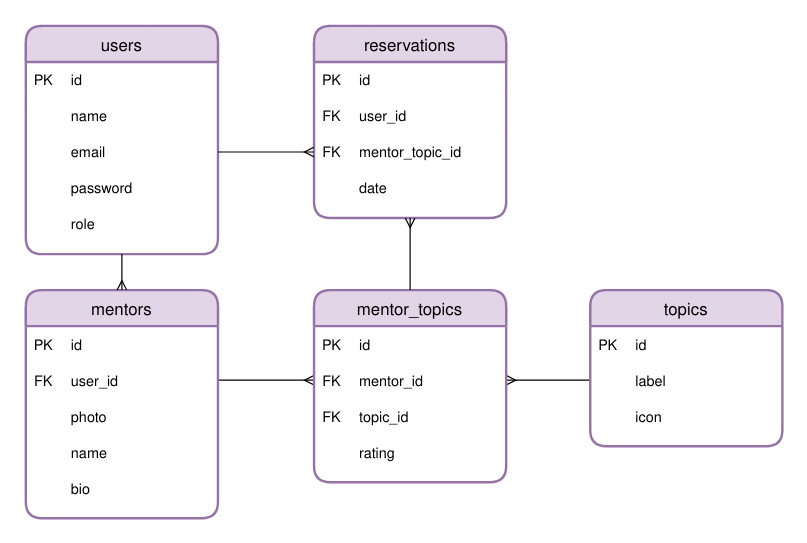 users
PK id
name
email
password
role
reservations
PK id
FK user_id
FK mentor_topic_id
date
mentors
PK id
FK user_id
photo
name
bio
mentor_topics
PK id
FK mentor_id
FK topic_id
rating
topics
PK id
label
icon